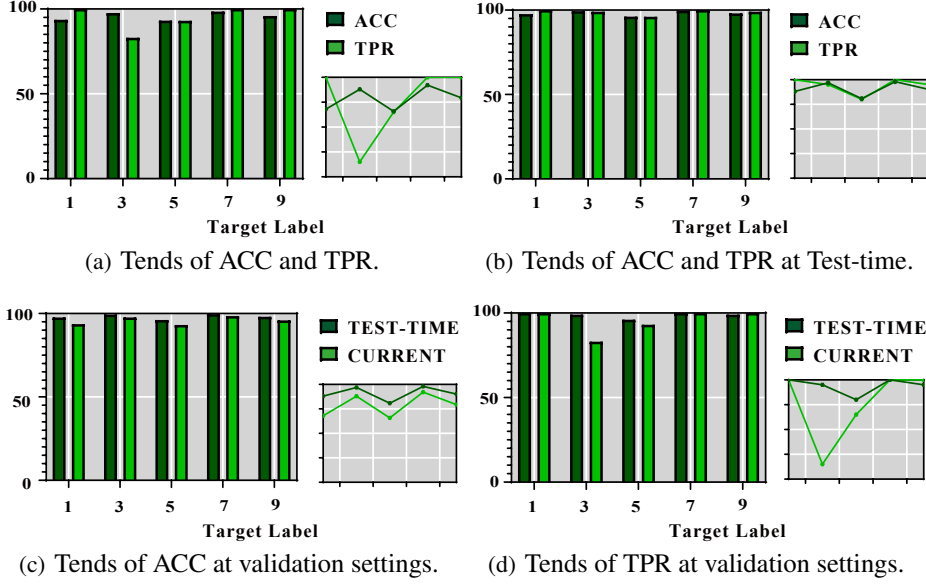 100
50
0
ACC
TPR
1 3 5 7 9
Target Label
(a) Tends of ACC and TPR.
100
50
0
ACC
TPR
1 3 5 7 9
Target Label
(b) Tends of ACC and TPR at Test-time.
100
50
0
TEST-TIME
CURRENT
1 3 5 7 9
Target Label
(c) Tends of ACC at validation settings.
100
50
0
TEST-TIME
CURRENT
1 3 5 7 9
Target Label
(d) Tends of TPR at validation settings.